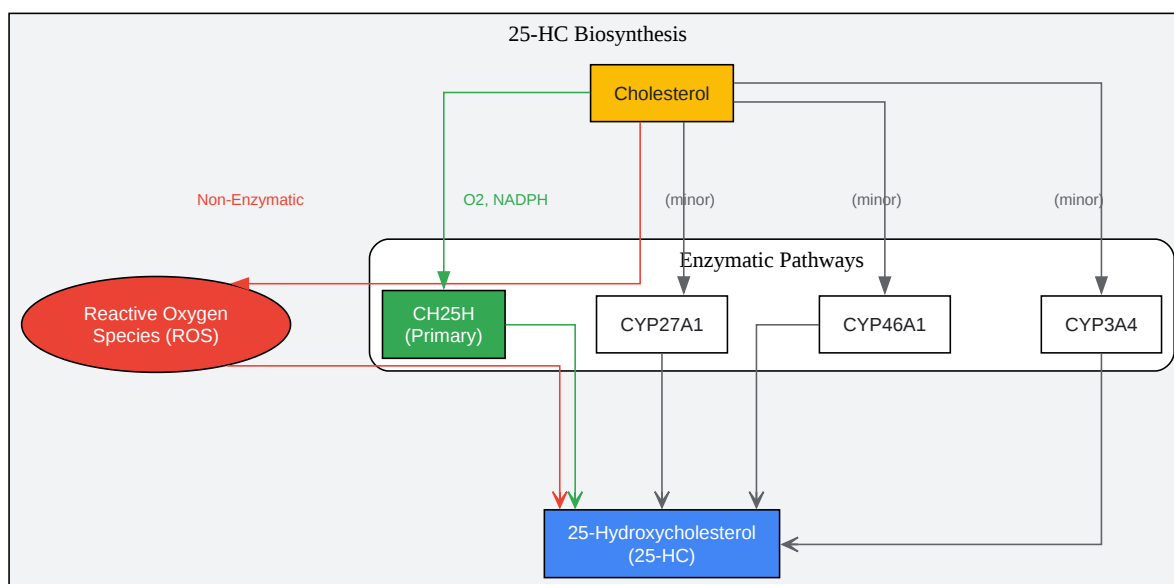 25-HC Biosynthesis
Cholesterol
Non-Enzymatic
O2, NADPH
(minor)
(minor)
(minor)
Enzymatic Pathways
Reactive Oxygen
Species (ROS)
CH25H
(Primary)
CYP27A1
CYP46A1
CYP3A4
25-Hydroxycholesterol
(25-HC)